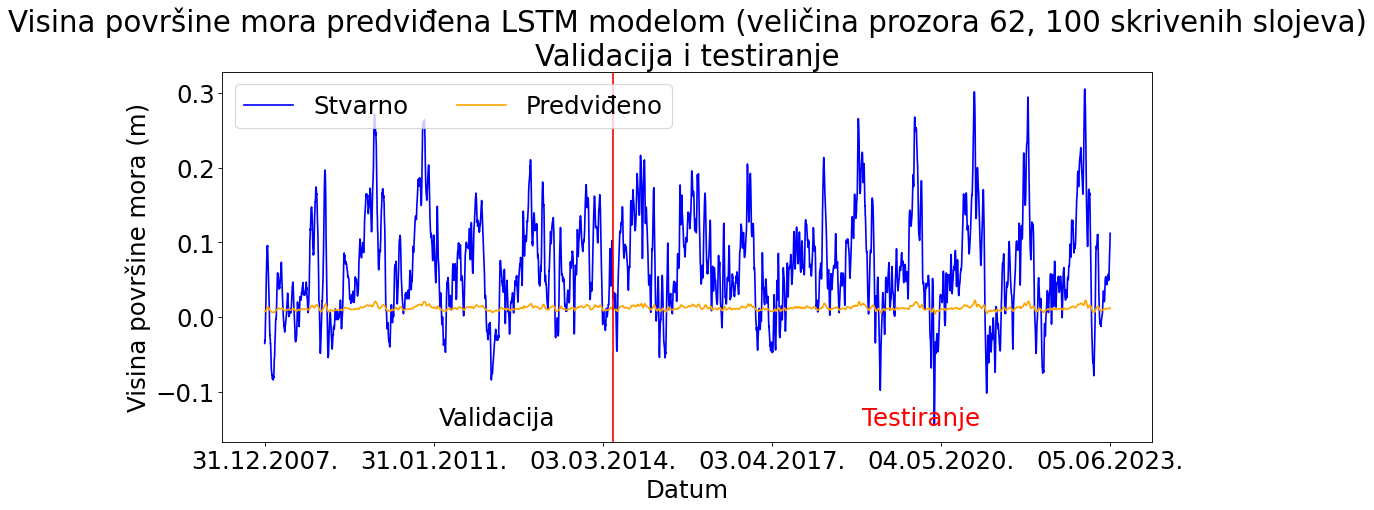 Visina površine mora predviđena LSTM modelom (veličina prozora 62, 100 skrivenih slojeva)
Validacija i testiranje
Stvarno
Predviđeno
Visina površine mora (m)
0.3
0.2
0.1
0.0
−0.1
Validacija
Testiranje
31.12.2007.
31.01.2011.
03.03.2014.
03.04.2017.
04.05.2020.
05.06.2023.
Datum